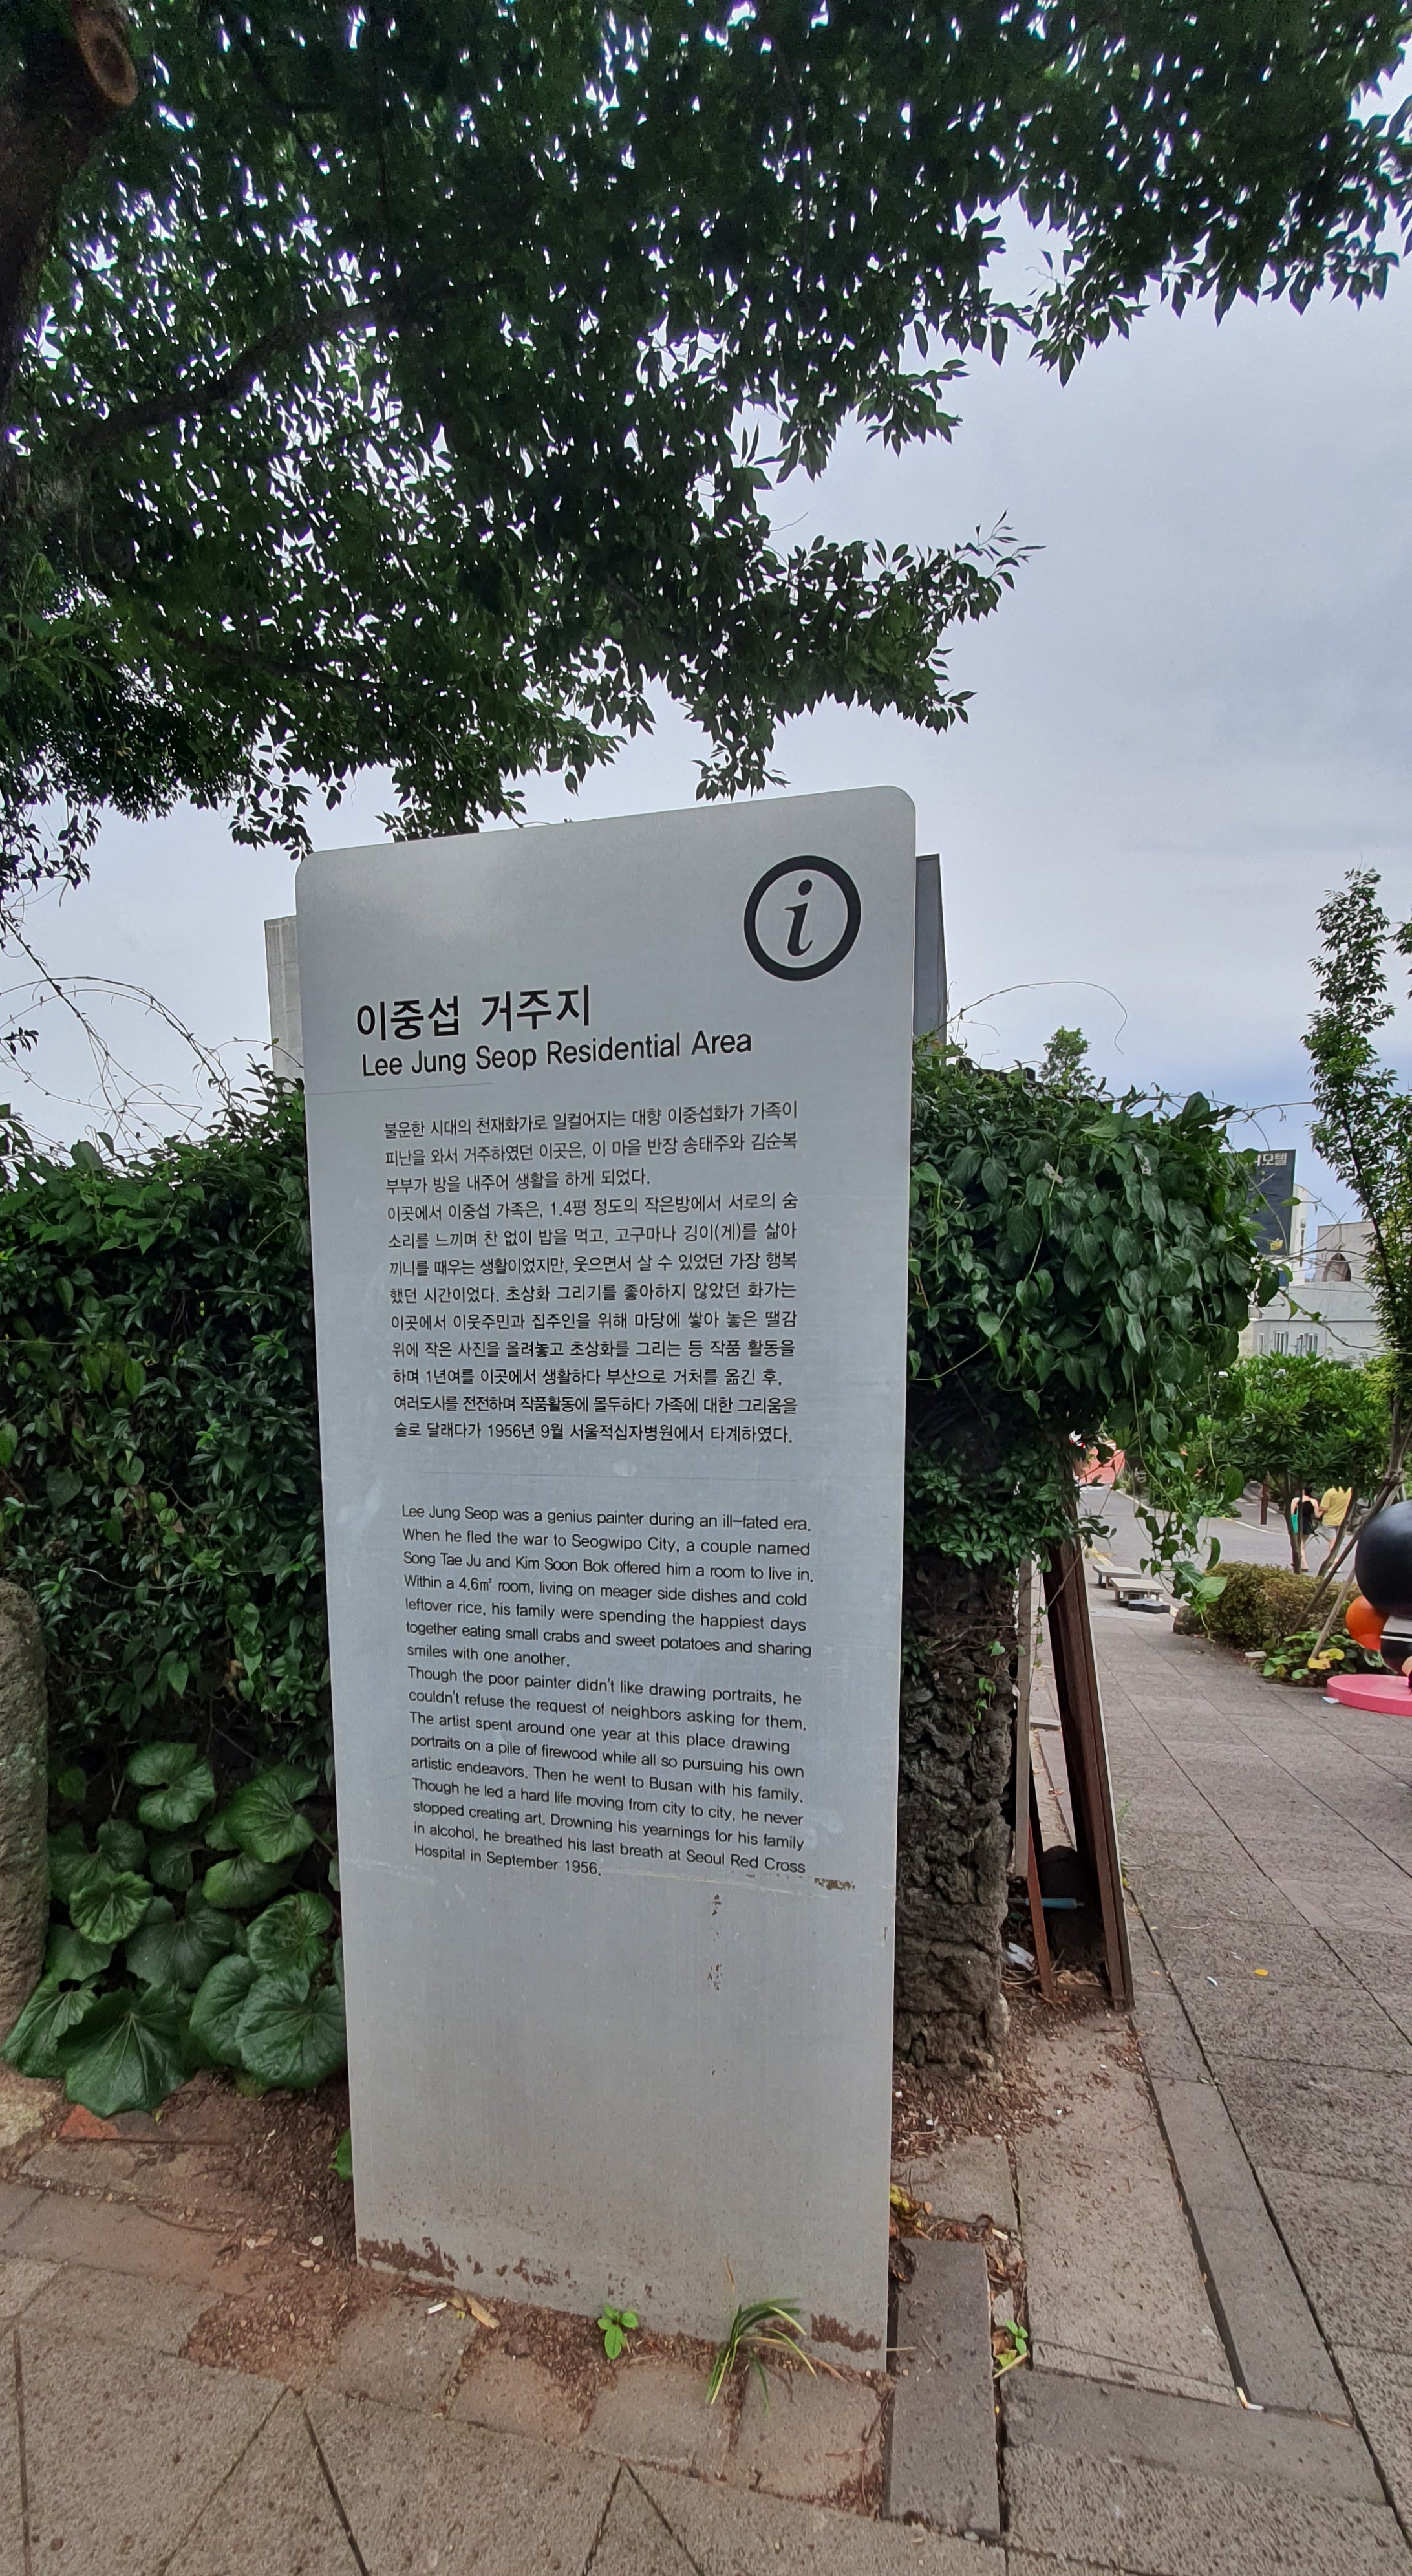 i
이중섭 거주지
Lee Jung Seop Residential Area
불운한 시대의 천재화가로 일컬어지는 대향 이중섭화가 가족이
피난을 와서 거주하였던 이곳은, 이 마을 반장 송태주와 김순복
부부가 방을 내주어 생활을 하게 되었다.
이곳에서 이중섭 가족은, 1.4평 정도의 작은방에서 서로의 숨
소리를 느끼며 찬 없이 밥을 먹고, 고구마나 깅이(게)를 삶아
끼니를 때우는 생활이었지만, 웃으면서 살 수 있었던 가장 행복
했던 시간이었다. 초상화 그리기를 좋아하지 않았던 화가는
이곳에서 이웃주민과 집주인을 위해 마당에 쌓아 놓은 땔감
위에 작은 사진을 올려놓고 초상화를 그리는 등 작품 활동을
하며 1년여를 이곳에서 생활하다 부산으로 거처를 옮긴 후,
여러도시를 전전하며 작품활동에 몰두하다 가족에 대한 그리움을
술로 달래다가 1956년 9월 서울적십자병원에서 타계하였다.
Lee Jung Seop was a genius painter during an ill-fated era.
When he fled the war to Seogwipo City, a couple named
Song Tae Ju and Kim Soon Bok offered him a room to live in.
Within a 4.6㎡ room, living on meager side dishes and cold
leftover rice, his family were spending the happiest days
together eating small crabs and sweet potatoes and sharing
smiles with one another.
Though the poor painter didn't like drawing portraits, he
couldn't refuse the request of neighbors asking for them.
The artist spent around one year at this place drawing
portraits on a pile of firewood while all so pursuing his own
artistic endeavors. Then he went to Busan with his family.
Though he led a hard life moving from city to city, he never
stopped creating art. Drowning his yearnings for his family
in alcohol, he breathed his last breath at Seoul Red Cross
Hospital in September 1956.
모텔